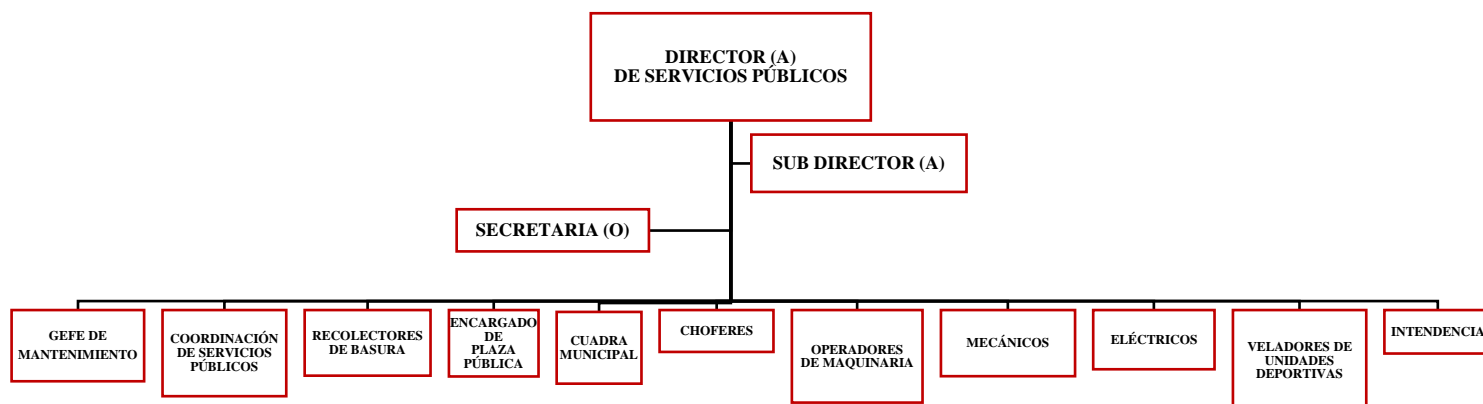 DIRECTOR (A)
DE SERVICIOS PÚBLICOS
SUB DIRECTOR (A)
SECRETARIA (O)
GEFE DE
MANTENIMIENTO
COORDINACIÓN
DE SERVICIOS
PÚBLICOS
RECOLECTORES
DE BASURA
ENCARGADO
DE
PLAZA
PÚBLICA
CUADRA
MUNICIPAL
CHOFERES
OPERADORES
DE MAQUINARIA
MECÁNICOS
ELÉCTRICOS
VELADORES DE
UNIDADES
DEPORTIVAS
INTENDENCIA